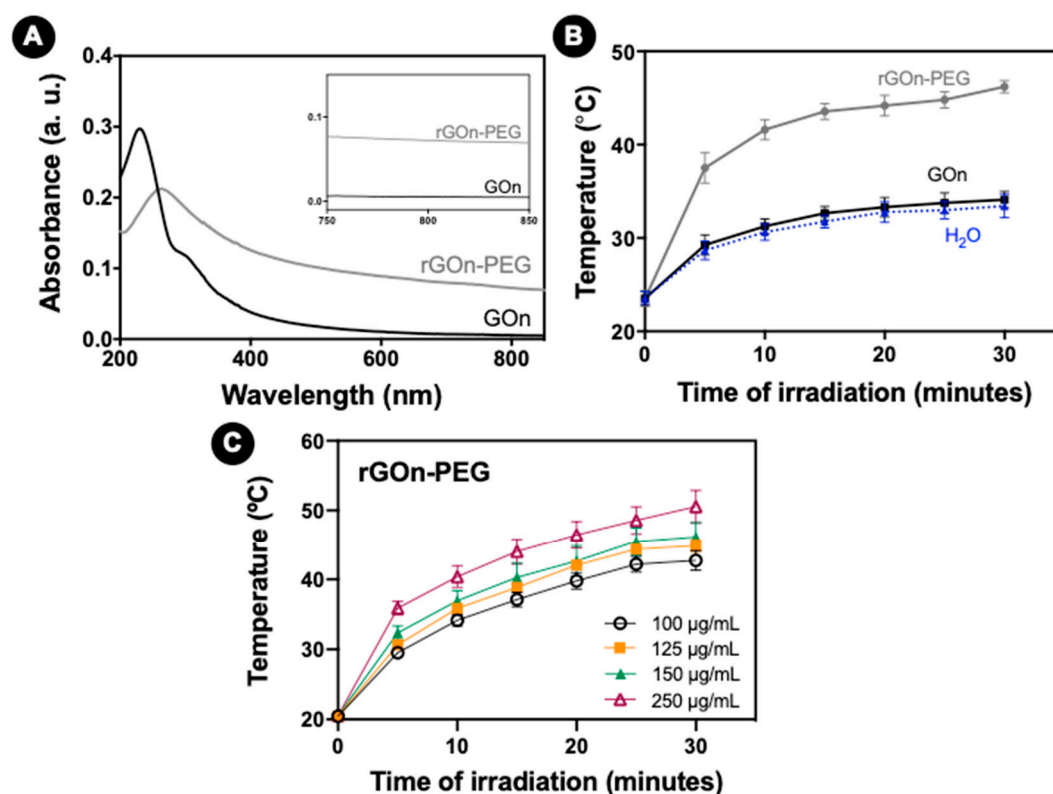 A
Absorbance (a. u.)
0.4
0.3
0.2
0.1
0.0
200
400
600
800
Wavelength (nm)
rGOn-PEG
GOn
0.1
0.0
750
800
850
rGOn-PEG
GOn
B
Temperature (°C)
50
40
30
20
0
10
20
30
Time of irradiation (minutes)
rGOn-PEG
GOn
H₂O
C
rGOn-PEG
Temperature (ºC)
60
50
40
30
20
0
10
20
30
Time of irradiation (minutes)
100 µg/mL
125 µg/mL
150 µg/mL
250 µg/mL